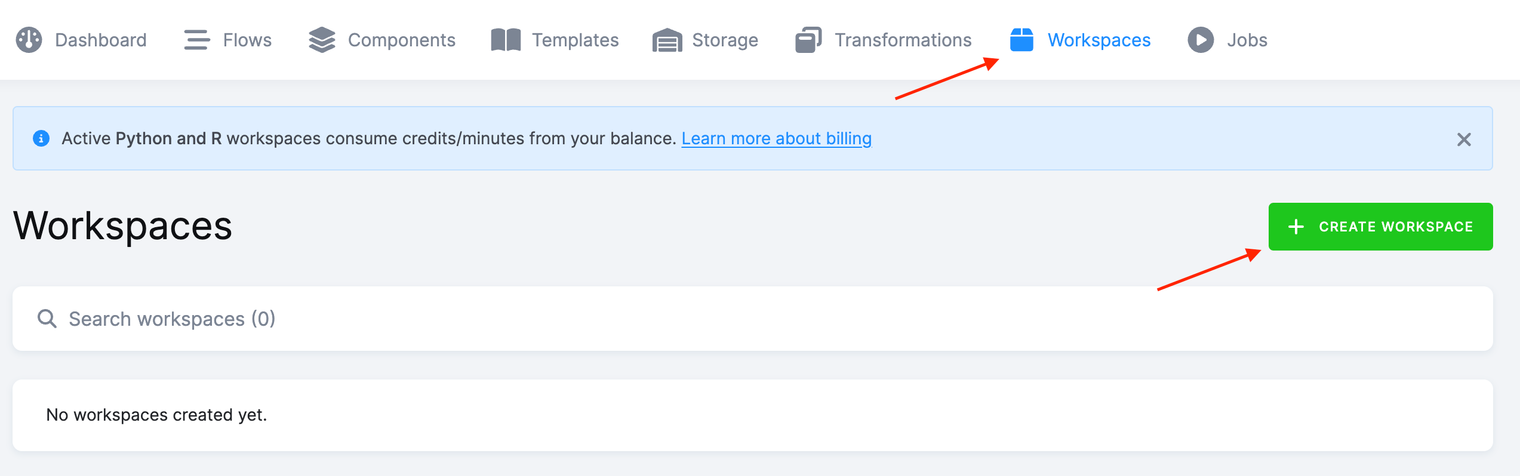 Dashboard Flows Components Templates Storage Transformations Workspaces Jobs
Active Python and R workspaces consume credits/minutes from your balance. Learn more about billing
Workspaces
CREATE WORKSPACE
Search workspaces (0)
No workspaces created yet.